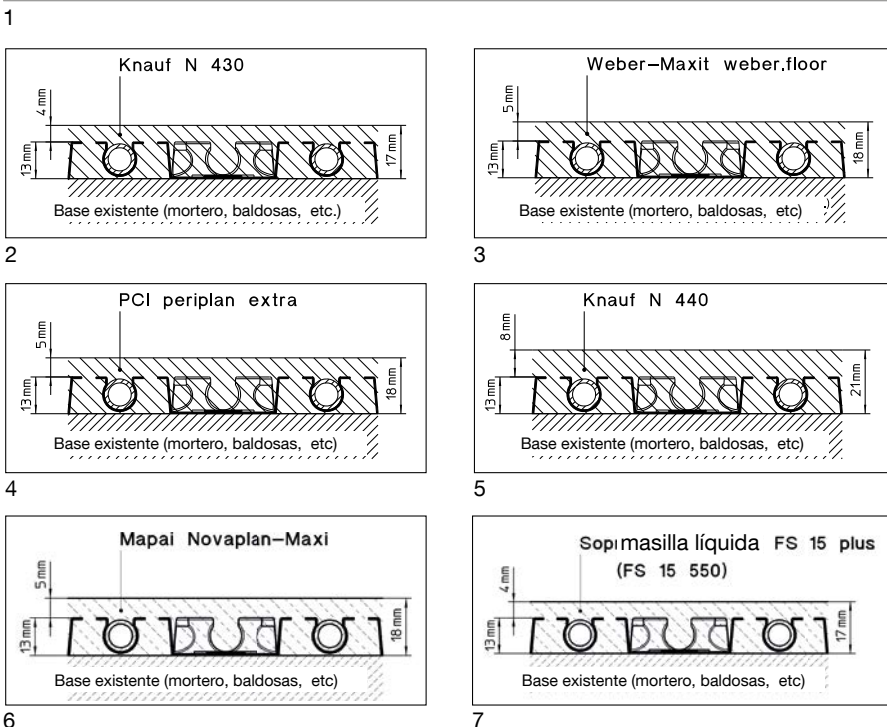 1
Knauf N 430
4 mm
13 mm
17 mm
Base existente (mortero, baldosas, etc.)
2
Weber-Maxit weber.floor
5 mm
13 mm
18 mm
Base existente (mortero, baldosas, etc)
3
PCI periplan extra
5 mm
13 mm
18 mm
Base existente (mortero, baldosas, etc)
4
Knauf N 440
8 mm
13 mm
21mm
Base existente (mortero, baldosas, etc)
5
Mapai Novaplan-Maxi
5 mm
13 mm
18 mm
Base existente (mortero, baldosas, etc)
6
masilla líquida FS 15 plus
(FS 15 550)
4 mm
13 mm
17 mm
Base existente (mortero, baldosas, etc)
7